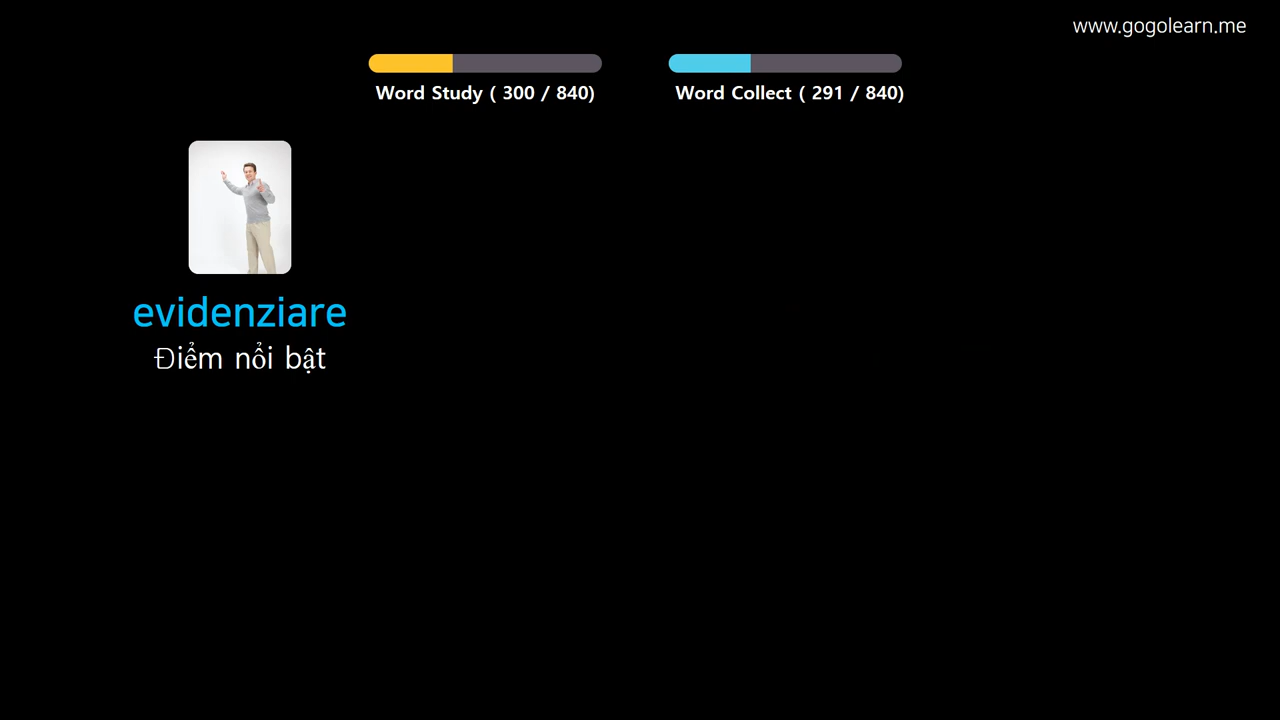 www.gogolearn.me
Word Study ( 300 / 840)
Word Collect ( 291 / 840)
evidenziare
Điểm nổi bật